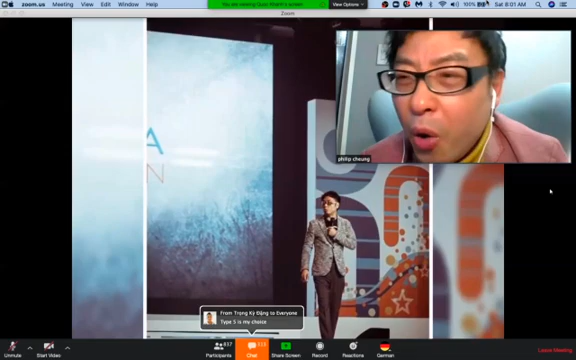 zoom.us Meeting View Edit Window Help
View Options
100%
Sat 8:01 AM
Zoom
A
N
philip cheung
From Trọng Kỳ Đặng to Everyone
Type S is my choice
Unmute
Start Video
Participants
837
Chat
Share Screen
Record
Reactions
German
Leave Meeting